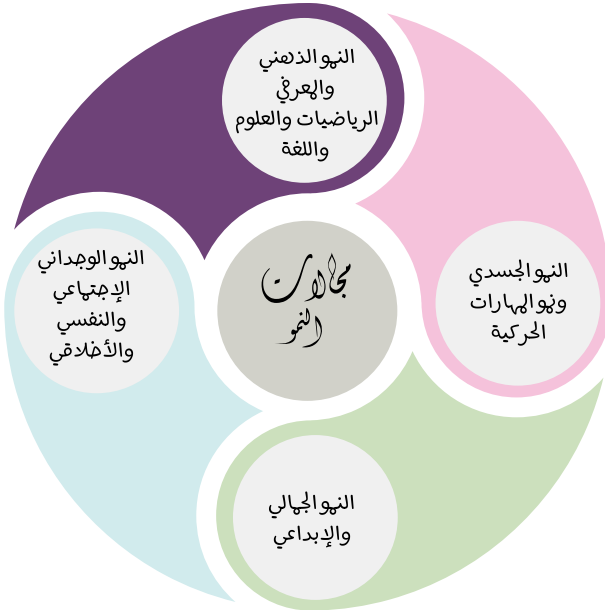 النمو الذهني
والمعرفي
الرياضيات والعلوم
واللغة
النمو الجسدي
ونمو المهارات
الحركية
النمو الجمالي
والإبداعي
النمو الوجداني
الإجتماعي
والنفسي
والأخلاقي
مجالات
النمو